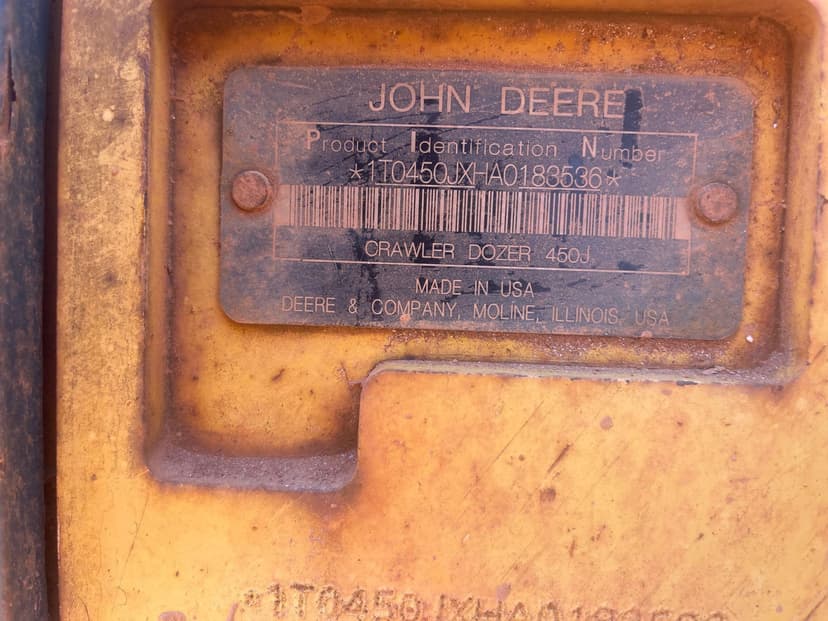 JOHN DEERE
Product Identification Number
*1T0450JXHA0183536*
CRAWLER DOZER 450J
MADE IN USA
DEERE & COMPANY, MOLINE, ILLINOIS, USA